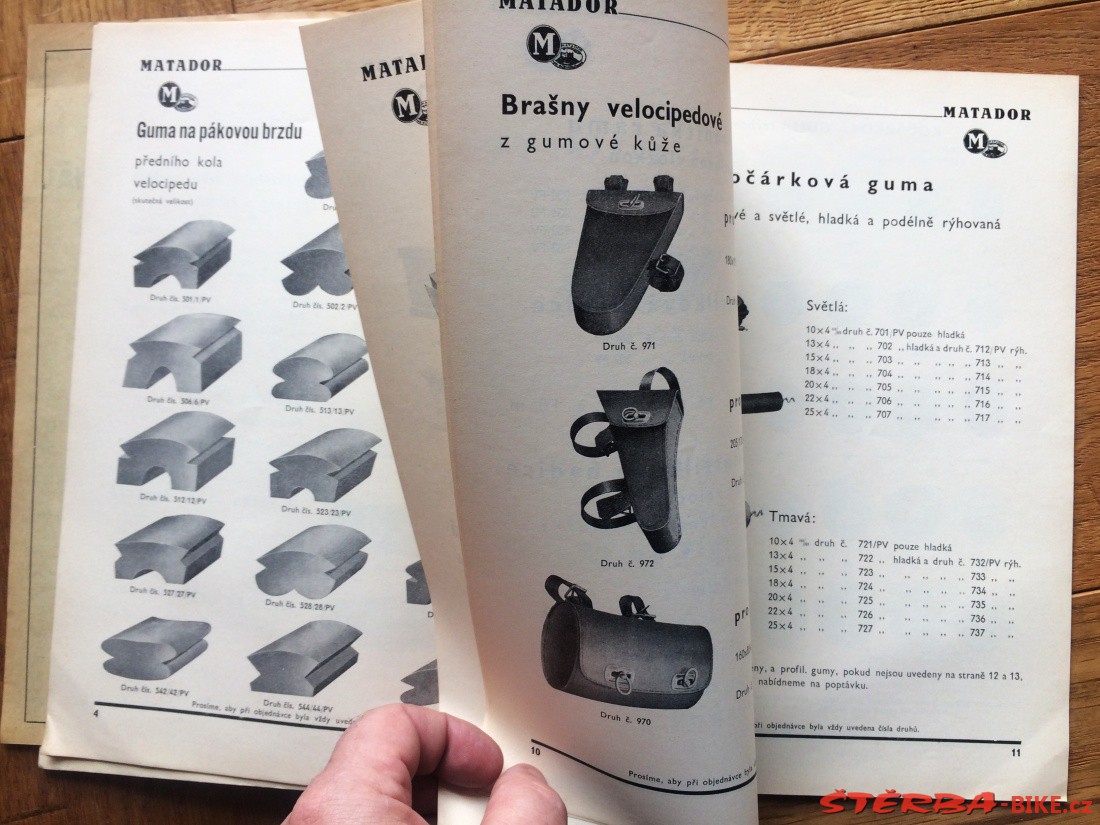 MATADOR
M
Guma na pákovou brzdu
předního kola
velocipedu
(skutečná velikost)
Druh čís. 301/1/PV
Druh čís. 502/2/PV
Druh čís. 506/6/PV
Druh čís. 513/13/PV
Druh čís. 512/12/PV
Druh čís. 523/23/PV
Druh čís. 527/27/PV
Druh čís. 528/28/PV
Druh čís. 542/42/PV
Druh čís. 544/44/PV
4
Prosíme, aby při objednávce byla vždy uvedena
M
MATADOR
M
Brašny velocipedové
z gumové kůže
Druh č. 971
Druh č. 972
Druh č. 970
10
Prosíme, aby při objednávce byla
MATADOR
M
očárková guma
vé a světlé, hladká a podélně rýhovaná
Světlá:
10×4 m/m druh č. 701/PV pouze hladká
13×4 „ „ „ 702 „ hladká a druh č. 712/PV rýh.
15×4 „ „ „ 703 „ „ „ „ „ 713 „ „
18×4 „ „ „ 704 „ „ „ „ „ 714 „ „
20×4 „ „ „ 705 „ „ „ „ „ 715 „ „
22×4 „ „ „ 706 „ „ „ „ „ 716 „ „
25×4 „ „ „ 707 „ „ „ „ „ 717 „ „
Tmavá:
10×4 m/m druh č. 721/PV pouze hladká
13×4 „ „ 722 „ hladká a druh č. 732/PV rýh.
15×4 „ „ 723 „ „ „ „ „ 733 „ „
18×4 „ „ 724 „ „ „ „ „ 734 „ „
20×4 „ „ 725 „ „ „ „ „ 735 „ „
22×4 „ „ 726 „ „ „ „ „ 736 „ „
25×4 „ „ 727 „ „ „ „ „ 737 „ „
ny, a profil. gumy, pokud nejsou uvedeny na straně 12 a 13,
nabídneme na poptávku.
při objednávce byla vždy uvedena čísla druhů.
11
ŠTĚRBA-BIKE.cz